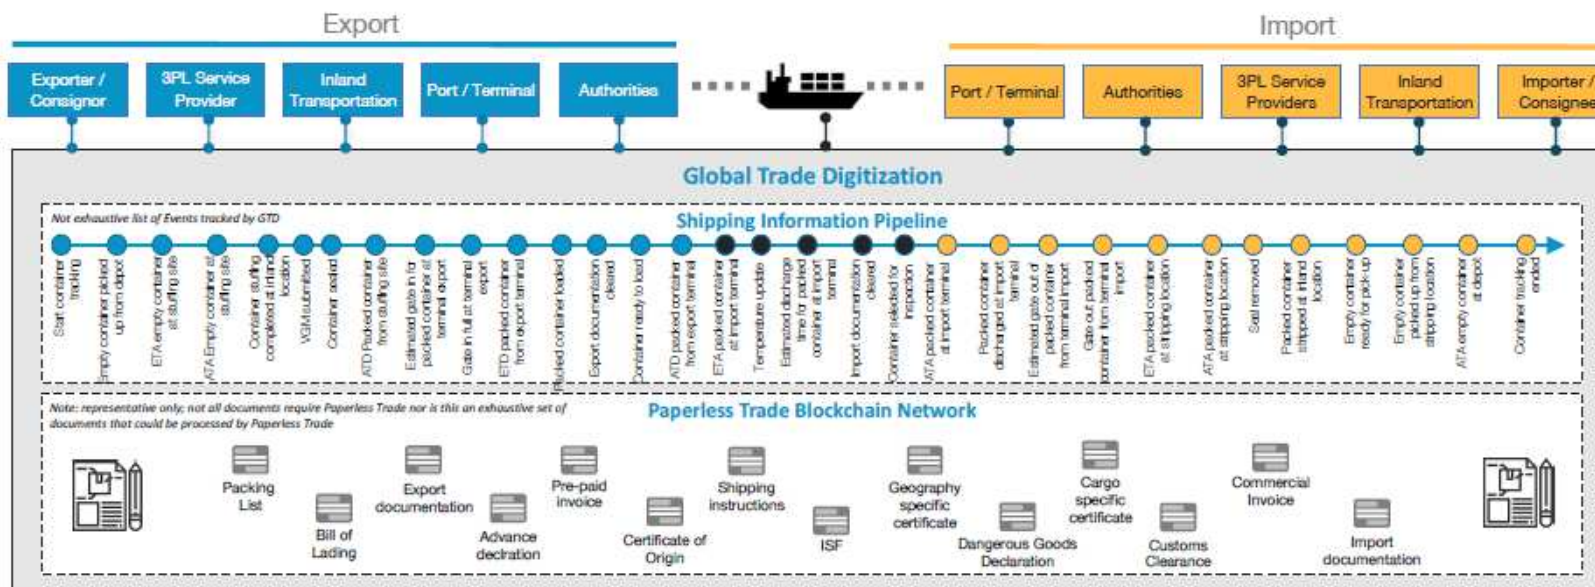 Export
Import
Exporter /
Consignor
3PL Service
Provider
Inland
Transportation
Port / Terminal
Authorities
Port / Terminal
Authorities
3PL Service
Providers
Inland
Transportation
Importer /
Consignee
Global Trade Digitization
Not exhaustive list of Events tracked by GTD
Shipping Information Pipeline
Start container
tracking
Empty container picked
up from depot
ETA empty container
at stuffing site
ATA Empty container at
stuffing site
Container stuffing
completed at inland
location
VGM submitted
Container sealed
ATD Packed container
from stuffing site
Estimated gate in for
packed container at
terminal export
Gate in full at terminal
export
ETD packed container
from export terminal
Packed container loaded
Export documentation
cleared
Container ready to load
ATD packed container
from export terminal
ETA packed container
at import terminal
Temperature update
Estimated discharge
time for packed
container at import
terminal
Import documentation
cleared
Container selected for
inspection
ATA packed container
at import terminal
Packed container
discharged at import
terminal
Estimated gate out of
packed container
from terminal import
Gate out packed
container from terminal
import
ETA packed container
at stripping location
ATA packed container
at stripping location
Seal removed
Packed container
stripped at inland
location
Empty container
ready for pick-up
Empty container
picked up from
stripping location
ATA empty container
at depot
Container tracking
ended
Note: representative only; not all documents require Paperless Trade nor is this an exhaustive set of
documents that could be processed by Paperless Trade
Paperless Trade Blockchain Network
Packing
List
Bill of
Lading
Export
documentation
Advance
declration
Pre-paid
invoice
Certificate of
Origin
Shipping
instructions
ISF
Geography
specific
certificate
Dangerous Goods
Declaration
Cargo
specific
certificate
Customs
Clearance
Commercial
Invoice
Import
documentation